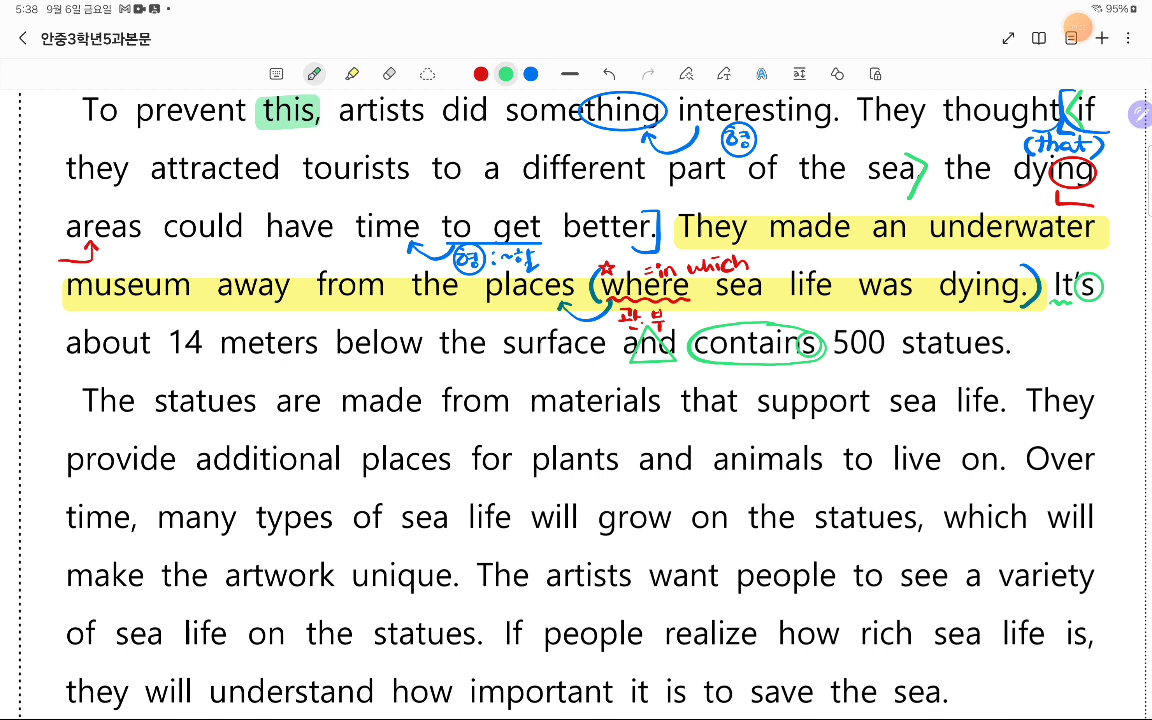 5:38 9월 6일 금요일 95%
안중3학년5과본문
To prevent this, artists did something interesting. They thought if
형 (that)
they attracted tourists to a different part of the sea, the dying
areas could have time to get better. They made an underwater
형:~할 =in which
museum away from the places (where sea life was dying.) It's
관.부
about 14 meters below the surface and contains 500 statues.
The statues are made from materials that support sea life. They
provide additional places for plants and animals to live on. Over
time, many types of sea life will grow on the statues, which will
make the artwork unique. The artists want people to see a variety
of sea life on the statues. If people realize how rich sea life is,
they will understand how important it is to save the sea.